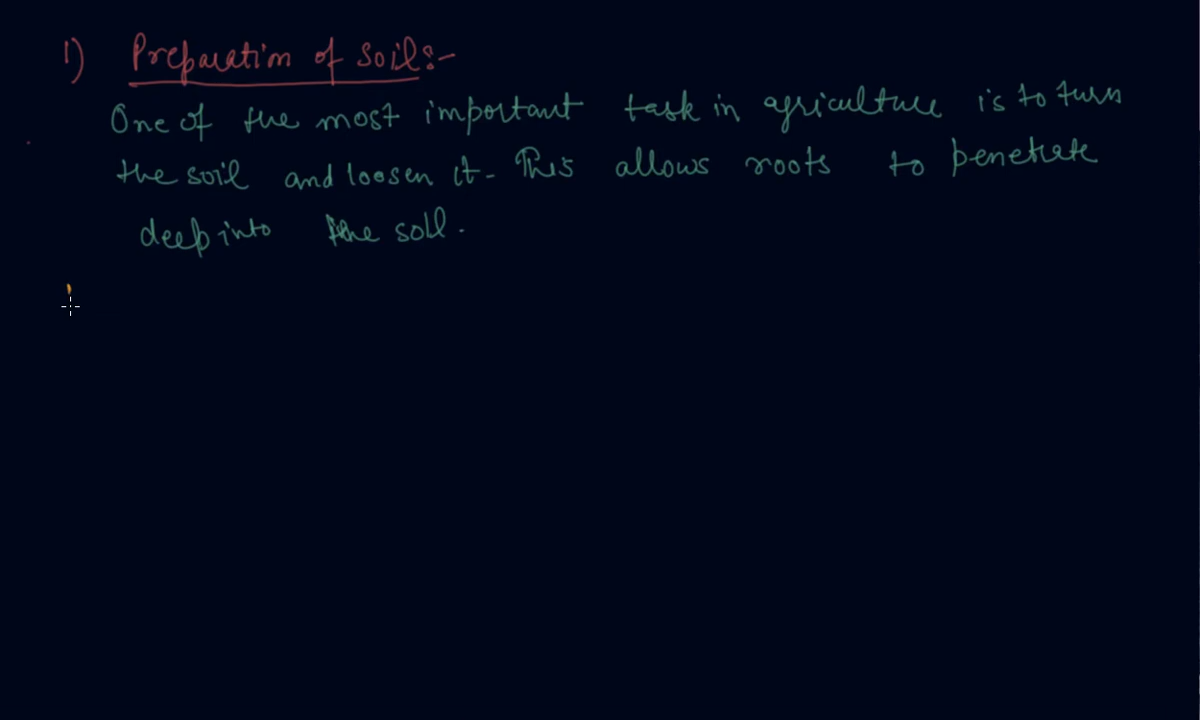 1) Preparation of soil:-
One of the most important task in agriculture is to turn
the soil and loosen it- This allows roots to penetrate
deep into the soil.